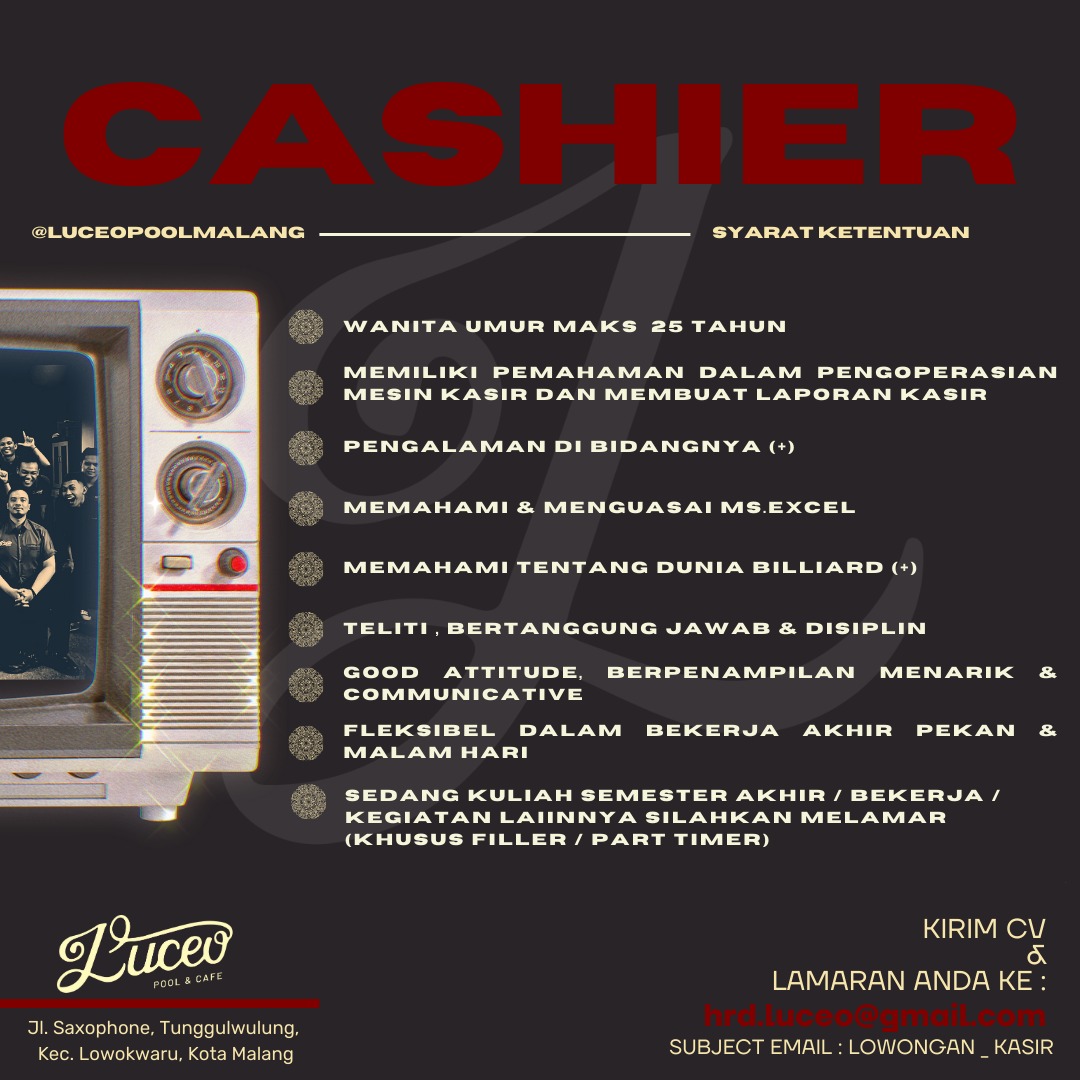 CASHIER
@LUCEOPOOLMALANG
SYARAT KETENTUAN
WANITA UMUR MAKS 25 TAHUN
MEMILIKI PEMAHAMAN DALAM PENGOPERASIAN
MESIN KASIR DAN MEMBUAT LAPORAN KASIR
PENGALAMAN DI BIDANGNYA (+)
MEMAHAMI & MENGUASAI MS.EXCEL
MEMAHAMI TENTANG DUNIA BILLIARD (+)
TELITI , BERTANGGUNG JAWAB & DISIPLIN
GOOD ATTITUDE, BERPENAMPILAN MENARIK &
COMMUNICATIVE
FLEKSIBEL DALAM BEKERJA AKHIR PEKAN &
MALAM HARI
SEDANG KULIAH SEMESTER AKHIR / BEKERJA /
KEGIATAN LAIINNYA SILAHKAN MELAMAR
(KHUSUS FILLER / PART TIMER)
Luceo
POOL & CAFE
Jl. Saxophone, Tunggulwulung,
Kec. Lowokwaru, Kota Malang
KIRIM CV
&
LAMARAN ANDA KE :
hrd.luceo@gmail.com
SUBJECT EMAIL : LOWONGAN _ KASIR